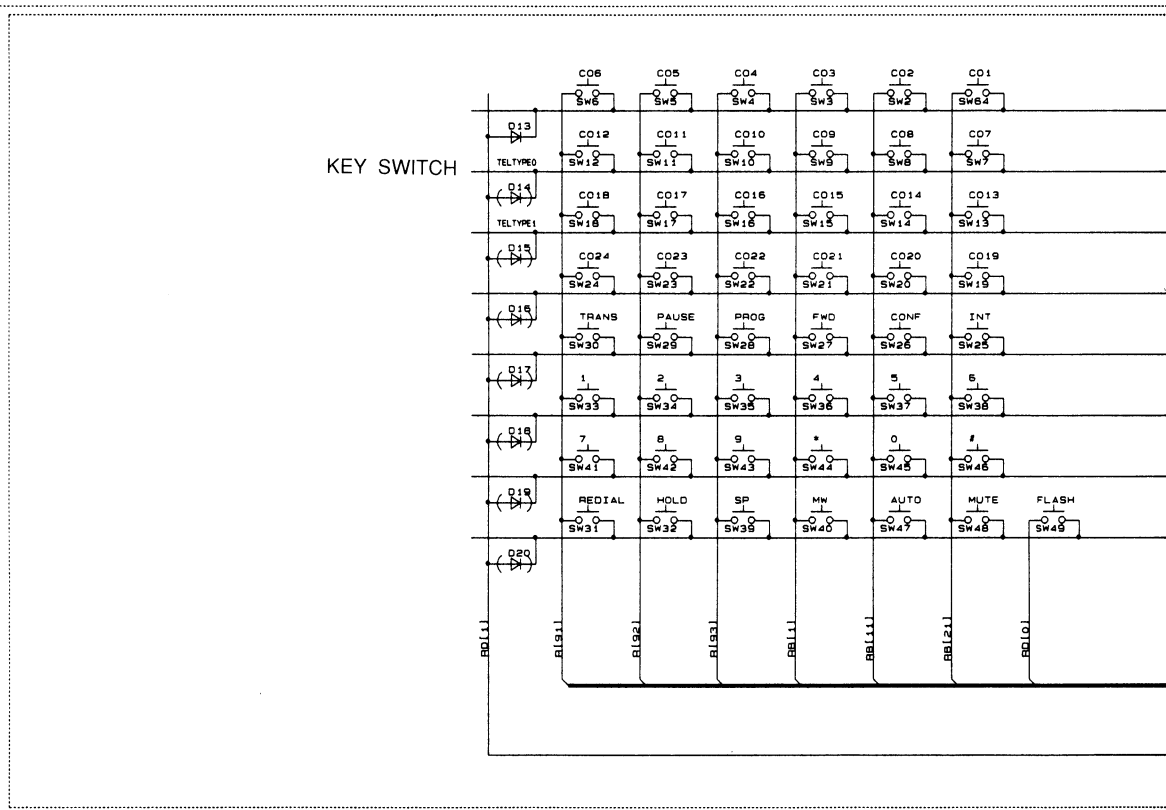 CO6 CO5 CO4 CO3 CO2 CO1
SW6 SW5 SW4 SW3 SW2 SW64
D13
CO12 CO11 CO10 CO9 CO8 CO7
KEY SWITCH
TELTYPE0
SW12 SW11 SW10 SW9 SW8 SW7
(D14)
CO18 CO17 CO16 CO15 CO14 CO13
TELTYPE1
SW18 SW17 SW16 SW15 SW14 SW13
(D15)
CO24 CO23 CO22 CO21 CO20 CO19
SW24 SW23 SW22 SW21 SW20 SW19
(D16)
TRANS PAUSE PROG FWD CONF INT
SW30 SW29 SW28 SW27 SW26 SW25
(D17)
1 2 3 4 5 6
SW33 SW34 SW35 SW36 SW37 SW38
(D18)
7 8 9 * 0 #
SW41 SW42 SW43 SW44 SW45 SW46
(D19)
REDIAL HOLD SP MW AUTO MUTE FLASH
SW31 SW32 SW39 SW40 SW47 SW48 SW49
(D20)
RD[1] R[91] R[92] R[93] RB[1] RB[11] RB[21] RD[0]